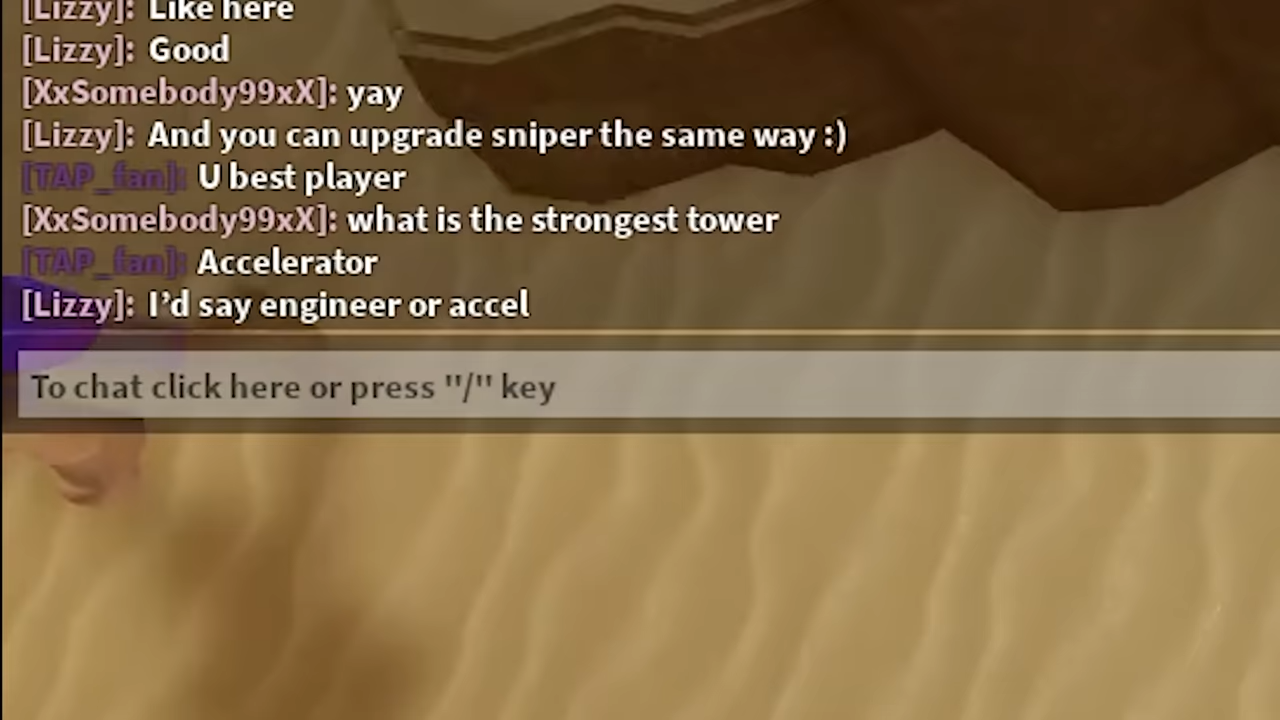 [Lizzy]: Like here
[Lizzy]: Good
[XxSomebody99xX]: yay
[Lizzy]: And you can upgrade sniper the same way :)
[TAP_fan]: U best player
[XxSomebody99xX]: what is the strongest tower
[TAP_fan]: Accelerator
[Lizzy]: I’d say engineer or accel
To chat click here or press "/" key